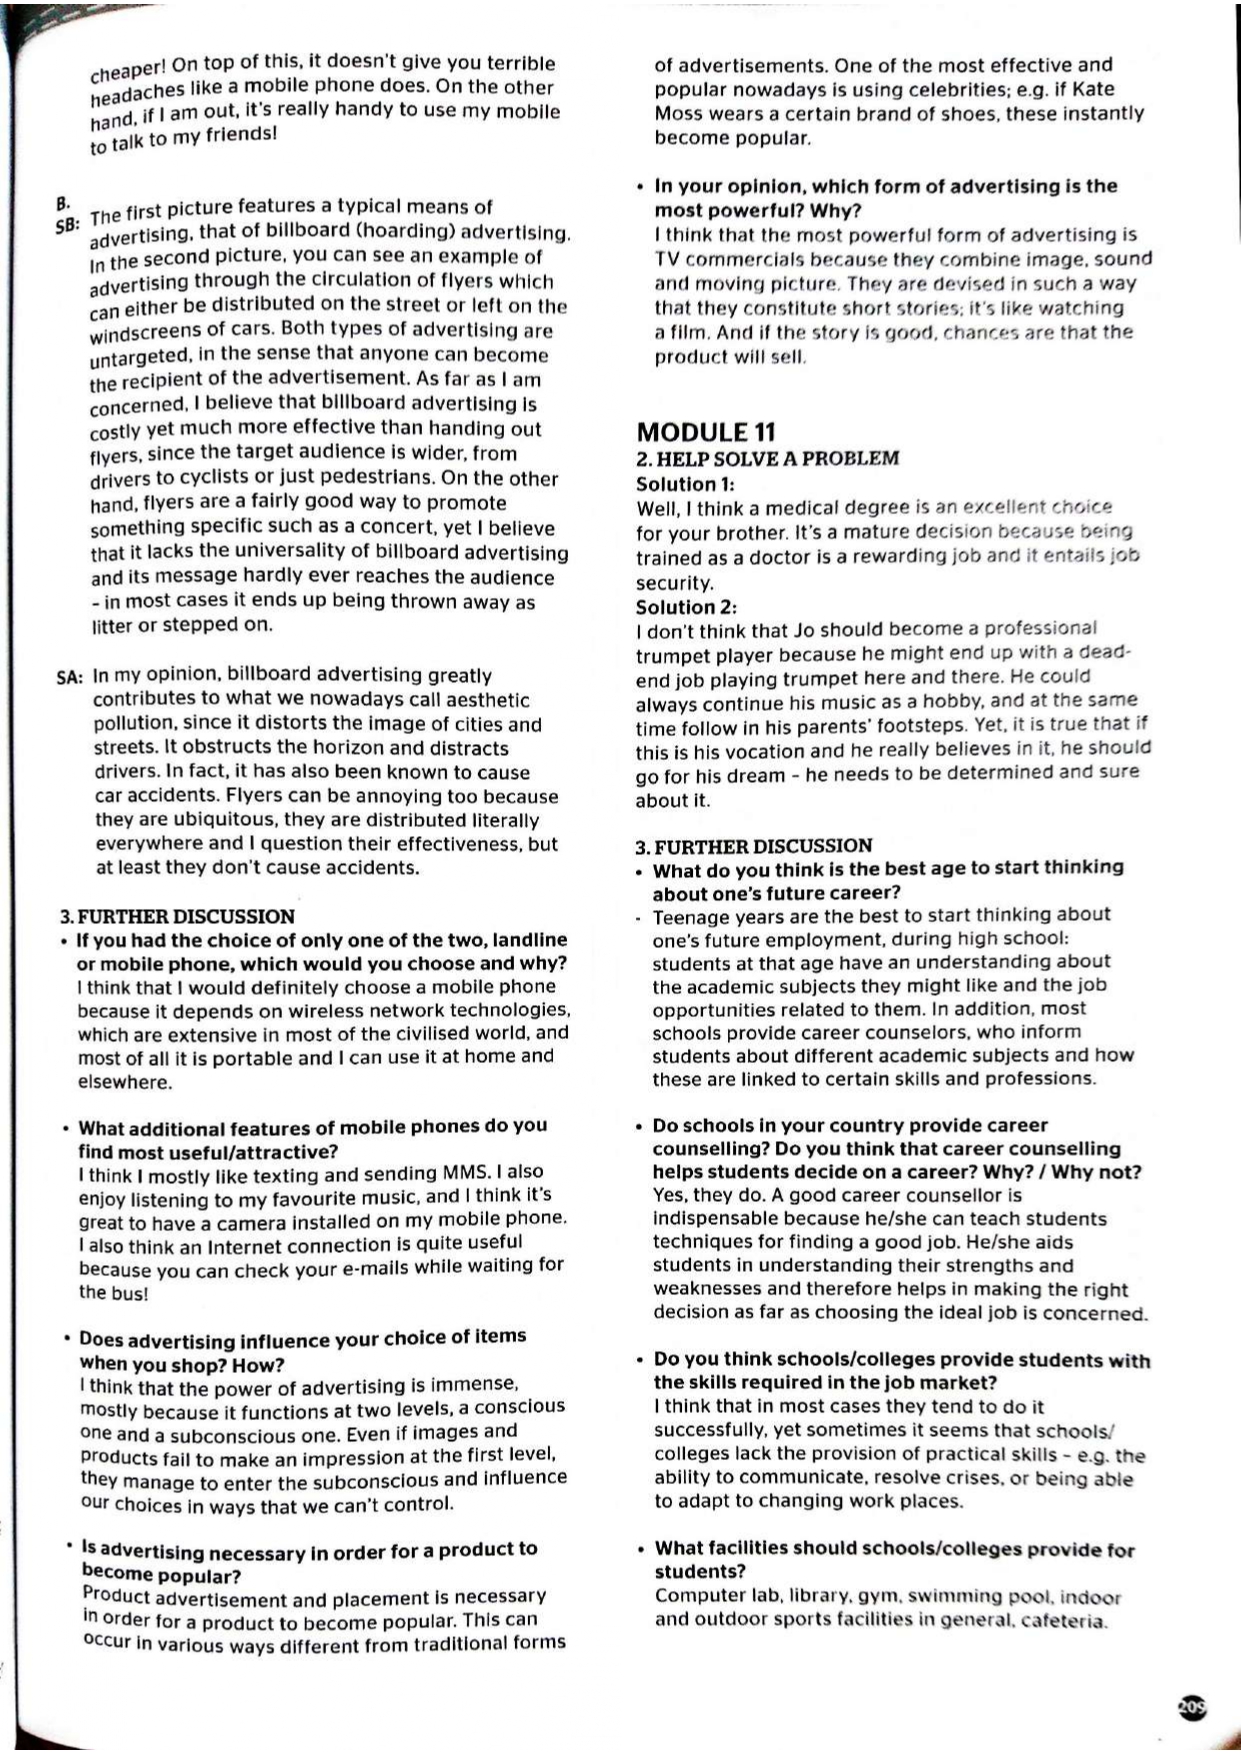 cheaper! On top of this, it doesn't give you terrible
headaches like a mobile phone does. On the other
hand, if I am out, it's really handy to use my mobile
to talk to my friends!
B.
SB: The first picture features a typical means of
advertising, that of billboard (hoarding) advertising.
In the second picture, you can see an example of
advertising through the circulation of flyers which
can either be distributed on the street or left on the
windscreens of cars. Both types of advertising are
untargeted, in the sense that anyone can become
the recipient of the advertisement. As far as I am
concerned, I believe that billboard advertising is
costly yet much more effective than handing out
flyers, since the target audience is wider, from
drivers to cyclists or just pedestrians. On the other
hand, flyers are a fairly good way to promote
something specific such as a concert, yet I believe
that it lacks the universality of billboard advertising
and its message hardly ever reaches the audience
- in most cases it ends up being thrown away as
litter or stepped on.
SA: In my opinion, billboard advertising greatly
contributes to what we nowadays call aesthetic
pollution, since it distorts the image of cities and
streets. It obstructs the horizon and distracts
drivers. In fact, it has also been known to cause
car accidents. Flyers can be annoying too because
they are ubiquitous, they are distributed literally
everywhere and I question their effectiveness, but
at least they don't cause accidents.
3. FURTHER DISCUSSION
• If you had the choice of only one of the two, landline
or mobile phone, which would you choose and why?
I think that I would definitely choose a mobile phone
because it depends on wireless network technologies,
which are extensive in most of the civilised world, and
most of all it is portable and I can use it at home and
elsewhere.
• What additional features of mobile phones do you
find most useful/attractive?
I think I mostly like texting and sending MMS. I also
enjoy listening to my favourite music, and I think it's
great to have a camera installed on my mobile phone.
I also think an Internet connection is quite useful
because you can check your e-mails while waiting for
the bus!
• Does advertising influence your choice of items
when you shop? How?
I think that the power of advertising is immense,
mostly because it functions at two levels, a conscious
one and a subconscious one. Even if images and
products fail to make an impression at the first level,
they manage to enter the subconscious and influence
our choices in ways that we can't control.
• Is advertising necessary in order for a product to
become popular?
Product advertisement and placement is necessary
in order for a product to become popular. This can
occur in various ways different from traditional forms
of advertisements. One of the most effective and
popular nowadays is using celebrities; e.g. if Kate
Moss wears a certain brand of shoes, these instantly
become popular.
• In your opinion, which form of advertising is the
most powerful? Why?
I think that the most powerful form of advertising is
TV commercials because they combine image, sound
and moving picture. They are devised in such a way
that they constitute short stories; it's like watching
a film. And if the story is good, chances are that the
product will sell.
MODULE 11
2. HELP SOLVE A PROBLEM
Solution 1:
Well, I think a medical degree is an excellent choice
for your brother. It's a mature decision because being
trained as a doctor is a rewarding job and it entails job
security.
Solution 2:
I don't think that Jo should become a professional
trumpet player because he might end up with a dead-
end job playing trumpet here and there. He could
always continue his music as a hobby, and at the same
time follow in his parents' footsteps. Yet, it is true that if
this is his vocation and he really believes in it, he should
go for his dream - he needs to be determined and sure
about it.
3. FURTHER DISCUSSION
• What do you think is the best age to start thinking
about one's future career?
- Teenage years are the best to start thinking about
one's future employment, during high school:
students at that age have an understanding about
the academic subjects they might like and the job
opportunities related to them. In addition, most
schools provide career counselors, who inform
students about different academic subjects and how
these are linked to certain skills and professions.
• Do schools in your country provide career
counselling? Do you think that career counselling
helps students decide on a career? Why? / Why not?
Yes, they do. A good career counsellor is
indispensable because he/she can teach students
techniques for finding a good job. He/she aids
students in understanding their strengths and
weaknesses and therefore helps in making the right
decision as far as choosing the ideal job is concerned.
• Do you think schools/colleges provide students with
the skills required in the job market?
I think that in most cases they tend to do it
successfully, yet sometimes it seems that schools/
colleges lack the provision of practical skills - e.g. the
ability to communicate, resolve crises, or being able
to adapt to changing work places.
• What facilities should schools/colleges provide for
students?
Computer lab, library, gym, swimming pool, indoor
and outdoor sports facilities in general, cafeteria.
209